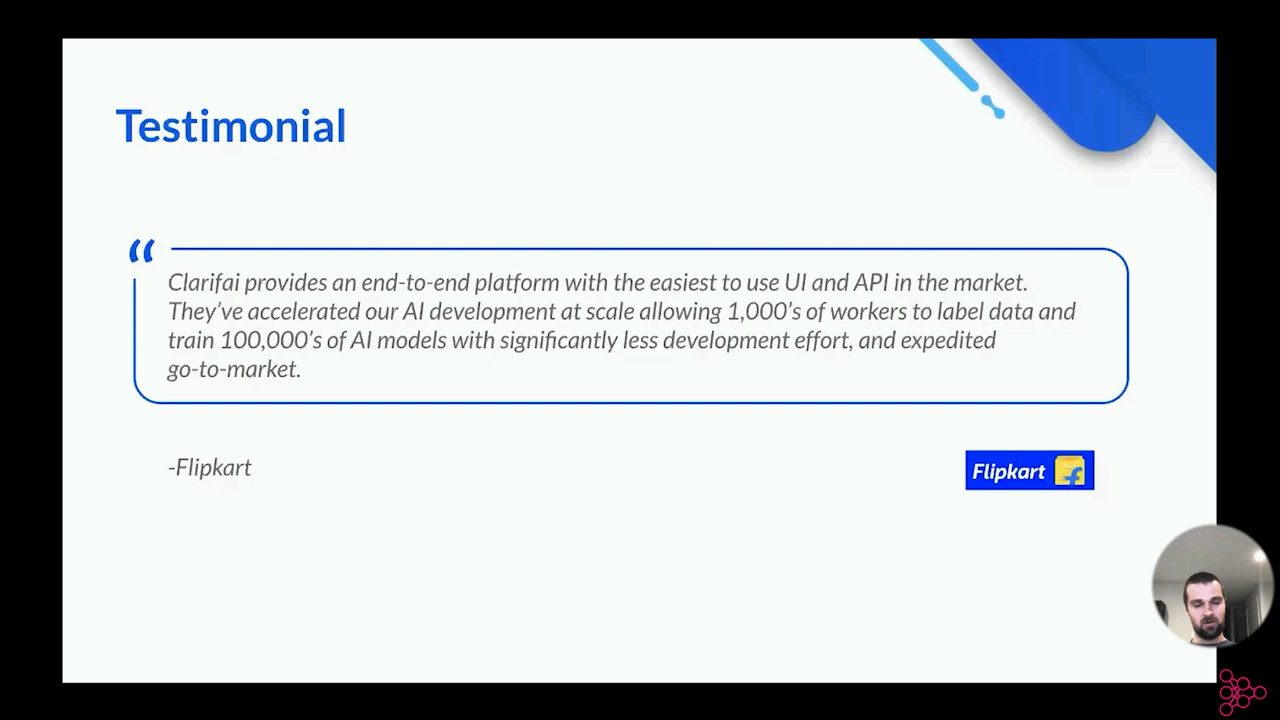 Testimonial
“
Clarifai provides an end-to-end platform with the easiest to use UI and API in the market.
They’ve accelerated our AI development at scale allowing 1,000’s of workers to label data and
train 100,000’s of AI models with significantly less development effort, and expedited
go-to-market.
-Flipkart
Flipkart